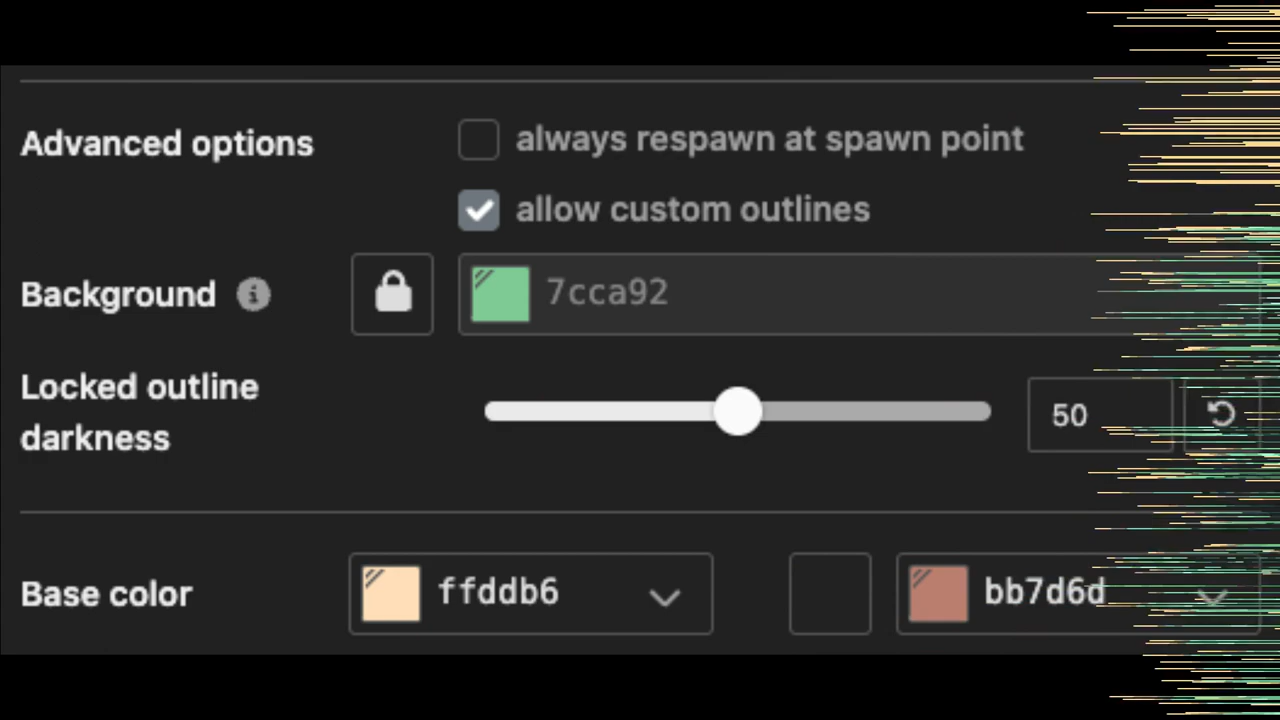 Advanced options
always respawn at spawn point
allow custom outlines
Background
7cca92
Locked outline
darkness
50
Base color
ffddb6
bb7d6d